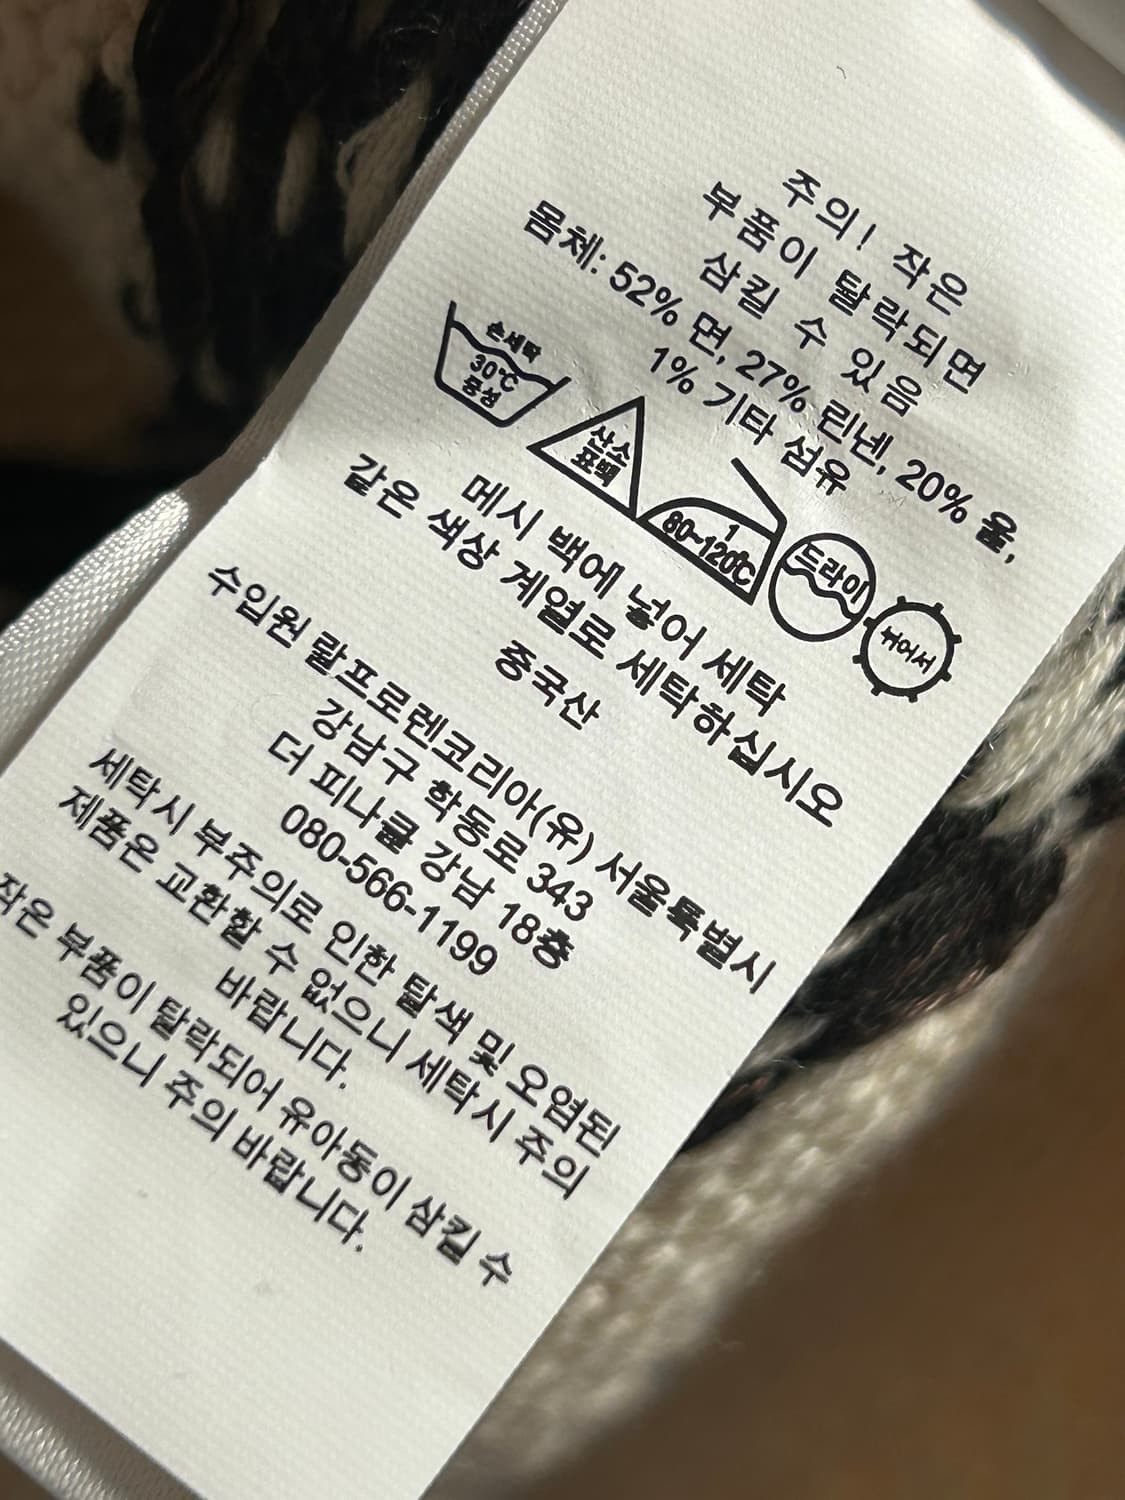 주의! 작은
부품이 탈락되면
삼킬 수 있음
몸체: 52% 면, 27% 린넨, 20% 울,
1% 기타 섬유
손세탁
30℃
중성
산소
표백
1
80~120℃
드라이
뉘어서
메시 백에 넣어 세탁
같은 색상 계열로 세탁하십시오
중국산
수입원 랄프로렌코리아(유) 서울특별시
강남구 학동로 343
더 피나클 강남 18층
080-566-1199
세탁시 부주의로 인한 탈색 및 오염된
제품은 교환할 수 없으니 세탁시 주의
바랍니다.
작은 부품이 탈락되어 유아동이 삼킬 수
있으니 주의 바랍니다.